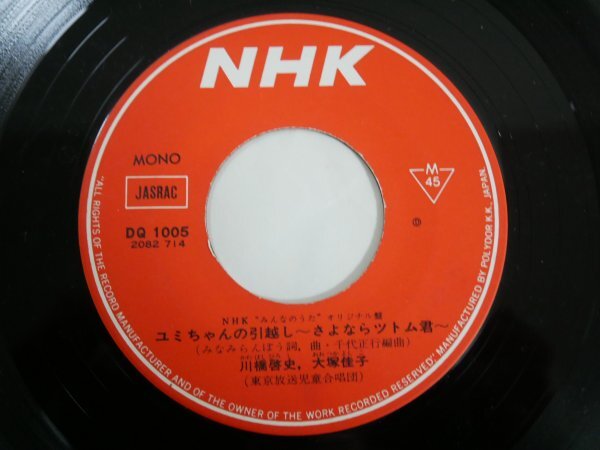 NHK
MONO
JASRAC
DQ 1005
2082 714
M
45
Ⓟ
NHK "みんなのうた" オリジナル盤
ユミちゃんの引越し〜さよならツトム君〜
(みなみらんぼう詞, 曲・千代正行編曲)
川橋啓史, 大塚佳子
(東京放送児童合唱団)
"ALL RIGHTS OF THE RECORD MANUFACTURER AND OF THE OWNER OF THE WORK RECORDED RESERVED" MANUFACTURED BY POLYDOR K.K., JAPAN.